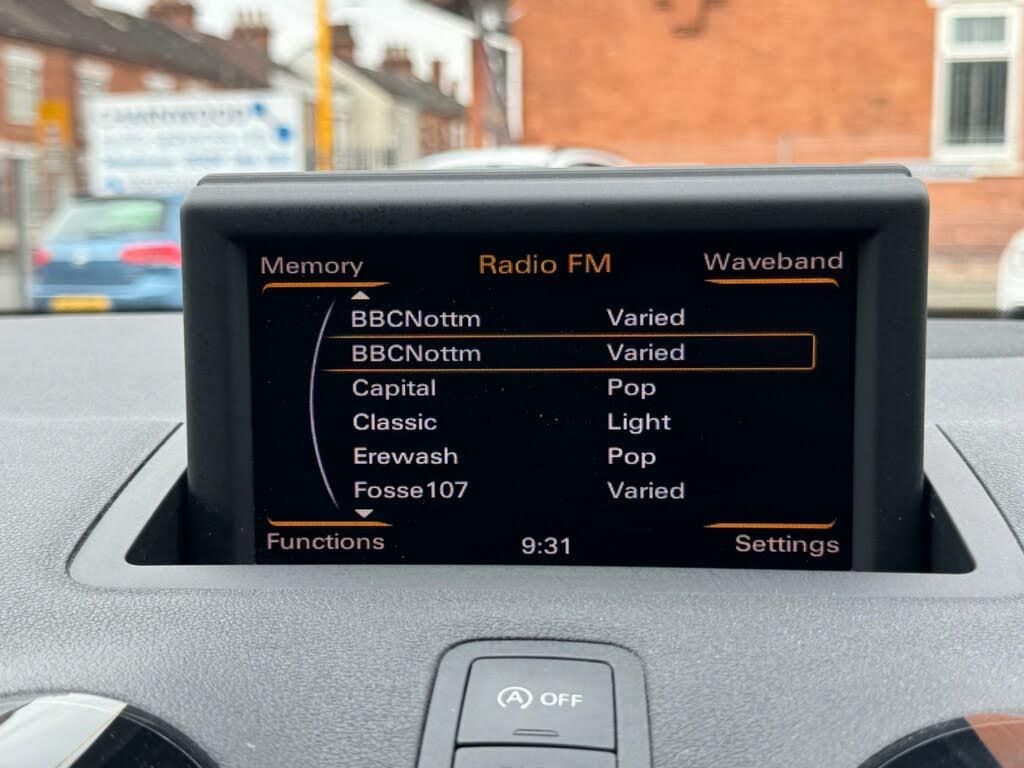 CHARNWOOD
Memory Radio FM Waveband
BBCNottm Varied
BBCNottm Varied
Capital Pop
Classic Light
Erewash Pop
Fosse107 Varied
Functions 9:31 Settings
A OFF